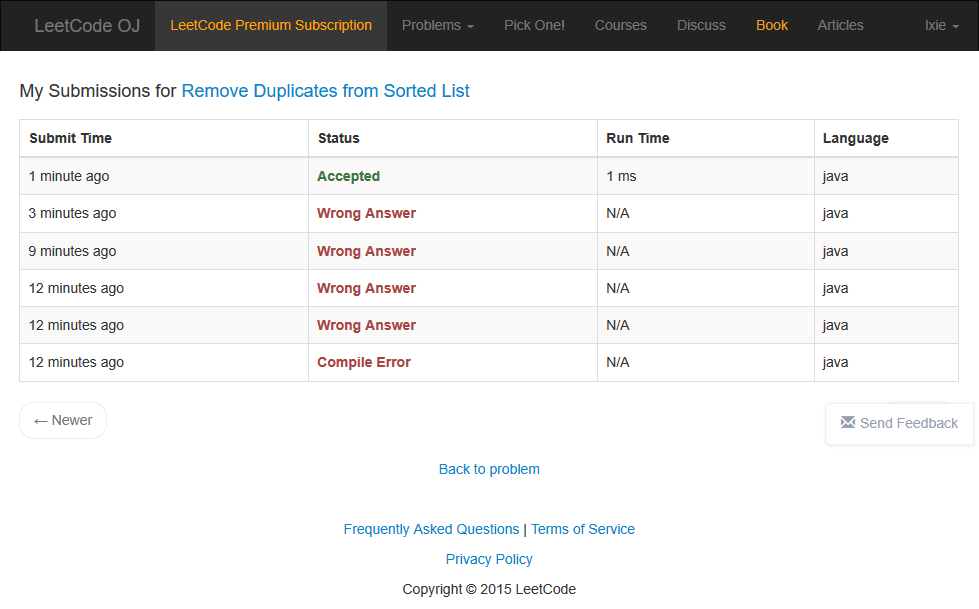 LeetCode OJ LeetCode Premium Subscription Problems Pick One! Courses Discuss Book Articles lxie
My Submissions for Remove Duplicates from Sorted List
Submit Time Status Run Time Language
1 minute ago Accepted 1 ms java
3 minutes ago Wrong Answer N/A java
9 minutes ago Wrong Answer N/A java
12 minutes ago Wrong Answer N/A java
12 minutes ago Wrong Answer N/A java
12 minutes ago Compile Error N/A java
← Newer Send Feedback
Back to problem
Frequently Asked Questions | Terms of Service
Privacy Policy
Copyright © 2015 LeetCode